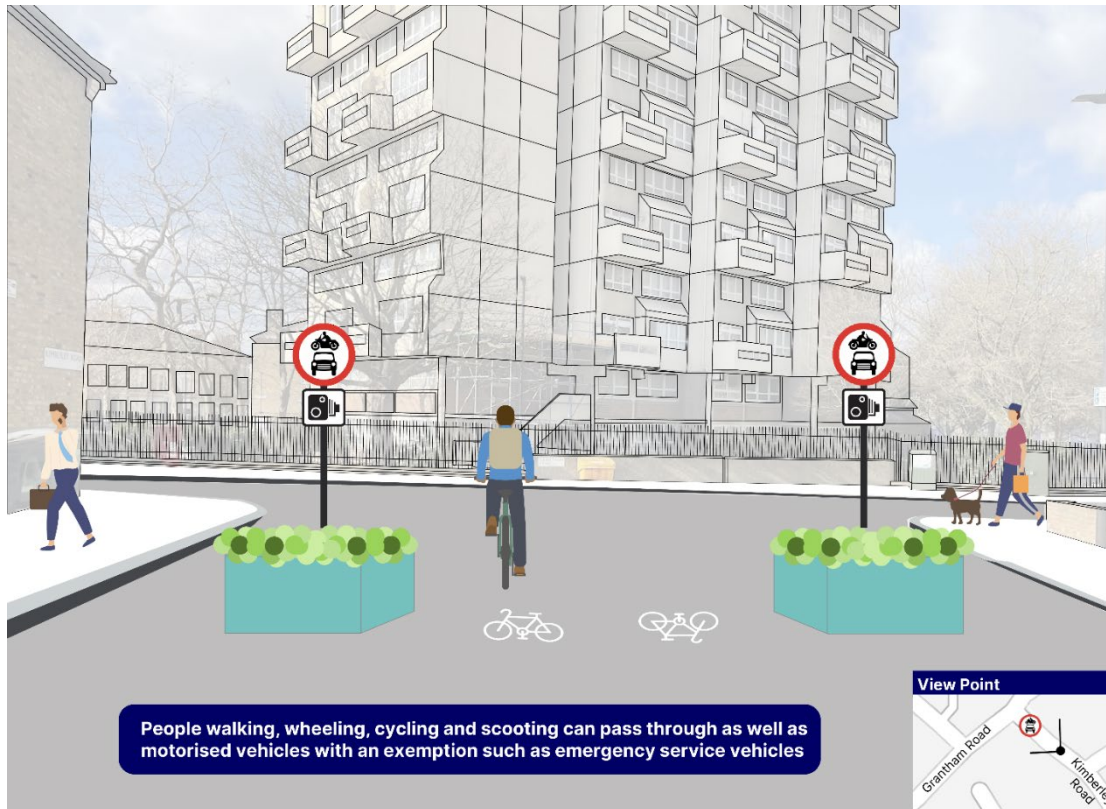 People walking, wheeling, cycling and scooting can pass through as well as
motorised vehicles with an exemption such as emergency service vehicles
View Point
Grantham Road
Kimberle
Road